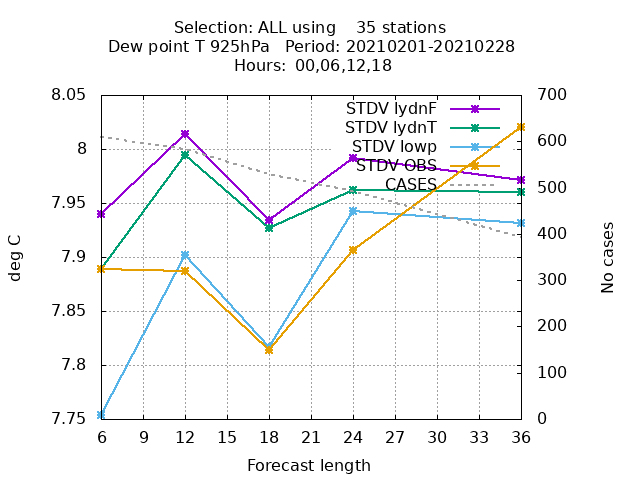 Selection: ALL using    35 stations
Dew point T 925hPa   Period: 20210201-20210228
Hours:  00,06,12,18
STDV lydnF
STDV lydnT
STDV lowp
STDV OBS
CASES
8.05
8
7.95
7.9
7.85
7.8
7.75
deg C
700
600
500
400
300
200
100
0
No cases
6 9 12 15 18 21 24 27 30 33 36
Forecast length